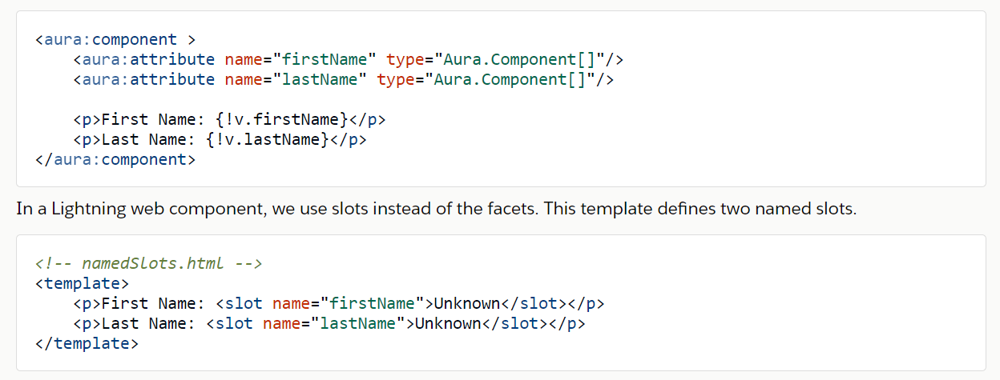 <aura:component >
    <aura:attribute name="firstName" type="Aura.Component[]"/>
    <aura:attribute name="lastName" type="Aura.Component[]"/>

    <p>First Name: {!v.firstName}</p>
    <p>Last Name: {!v.lastName}</p>
</aura:component>
In a Lightning web component, we use slots instead of the facets. This template defines two named slots.
<!-- namedSlots.html -->
<template>
    <p>First Name: <slot name="firstName">Unknown</slot></p>
    <p>Last Name: <slot name="lastName">Unknown</slot></p>
</template>